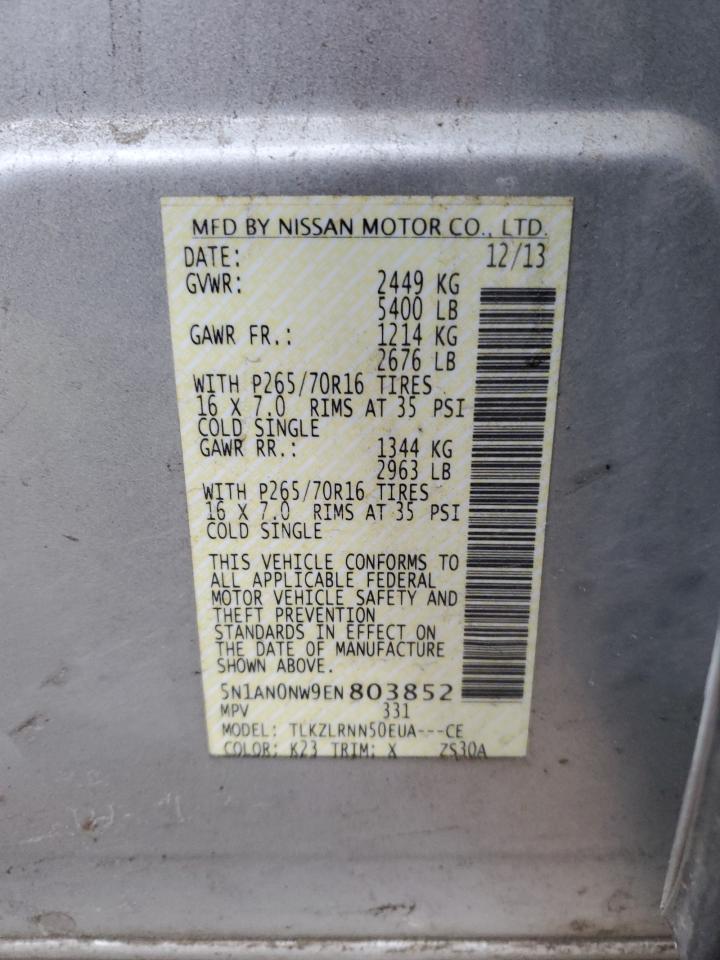 MFD BY NISSAN MOTOR CO., LTD.
DATE: 12/13
GVWR: 2449 KG
5400 LB
GAWR FR.: 1214 KG
2676 LB
WITH P265/70R16 TIRES
16 X 7.0 RIMS AT 35 PSI
COLD SINGLE
GAWR RR.: 1344 KG
2963 LB
WITH P265/70R16 TIRES
16 X 7.0 RIMS AT 35 PSI
COLD SINGLE
THIS VEHICLE CONFORMS TO
ALL APPLICABLE FEDERAL
MOTOR VEHICLE SAFETY AND
THEFT PREVENTION
STANDARDS IN EFFECT ON
THE DATE OF MANUFACTURE
SHOWN ABOVE.
5N1AN0NW9EN803852
MPV 331
MODEL: TLKZLRNN50EUA---CE
COLOR: K23 TRIM: X ZS30A